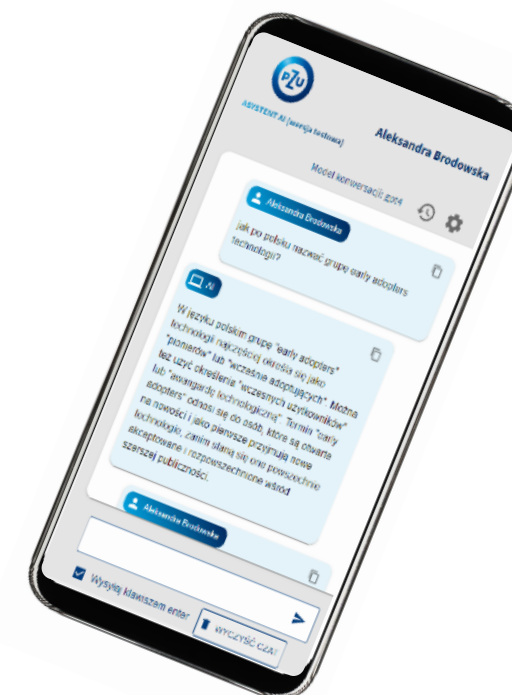 PZU
ASYSTENT AI (wersja testowa)
Aleksandra Brodowska
Model konwersacji: gpt4
Aleksandra Brodowska
jak po polsku nazwać grupę early adopters
technologii?
AI
W języku polskim grupę "early adopters"
technologii najczęściej określa się jako
"pionierów" lub "wcześnie adoptujących". Można
też użyć określenia "wczesnych użytkowników"
lub "awangardę technologiczną". Termin "early
adopters" odnosi się do osób, które są otwarte
na nowości i jako pierwsze przyjmują nowe
technologie, zanim staną się one powszechnie
akceptowane i rozpowszechnione wśród
szerszej publiczności.
Aleksandra Brodowska
Wysyłaj klawiszem enter
WYCZYŚĆ CZAT